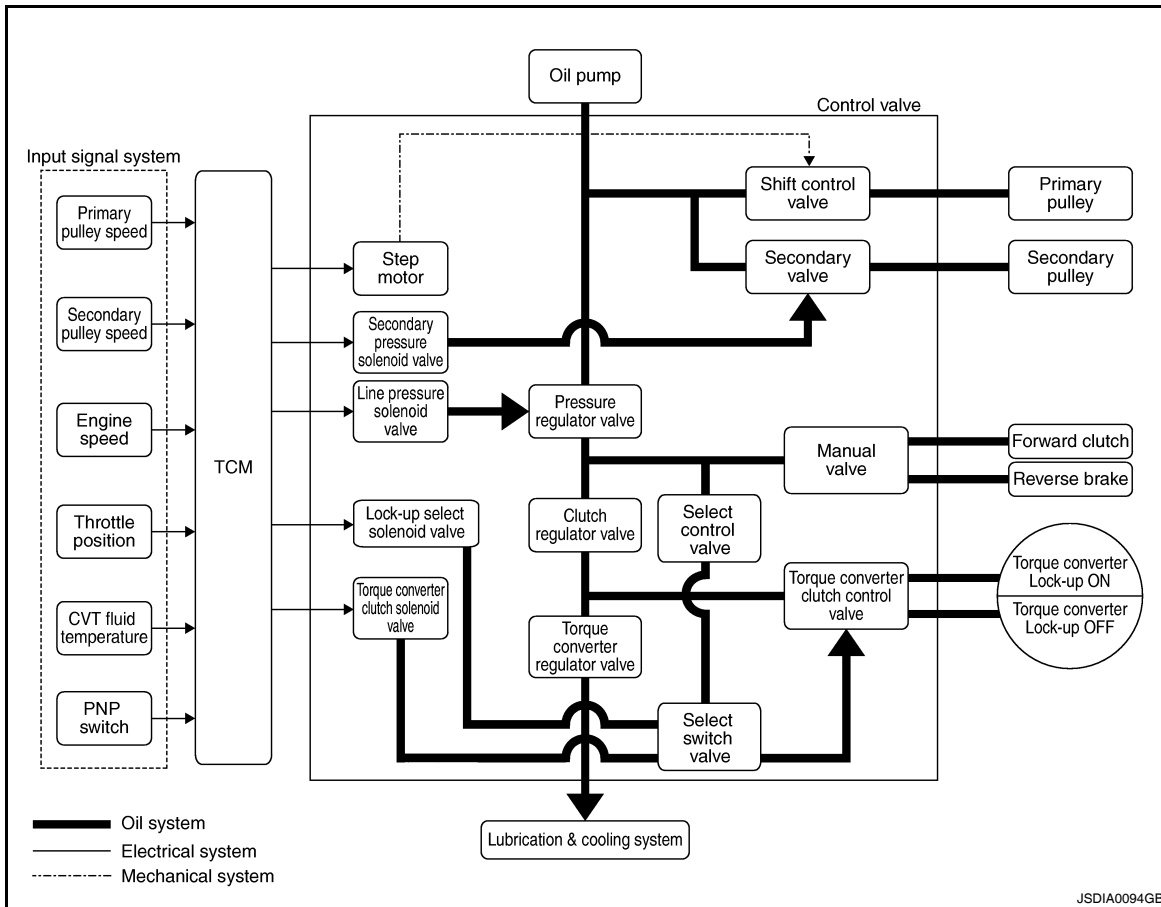 Oil pump
Control valve
Input signal system
Primary
pulley speed
Secondary
pulley speed
Engine
speed
Throttle
position
CVT fluid
temperature
PNP
switch
TCM
Step
motor
Secondary
pressure
solenoid valve
Line pressure
solenoid
valve
Lock-up select
solenoid valve
Torque converter
clutch solenoid
valve
Pressure
regulator valve
Clutch
regulator valve
Torque
converter
regulator valve
Select
control
valve
Select
switch
valve
Shift control
valve
Secondary
valve
Manual
valve
Torque converter
clutch control
valve
Primary
pulley
Secondary
pulley
Forward clutch
Reverse brake
Torque converter
Lock-up ON
Torque converter
Lock-up OFF
Lubrication & cooling system
Oil system
Electrical system
Mechanical system
JSDIA0094GB